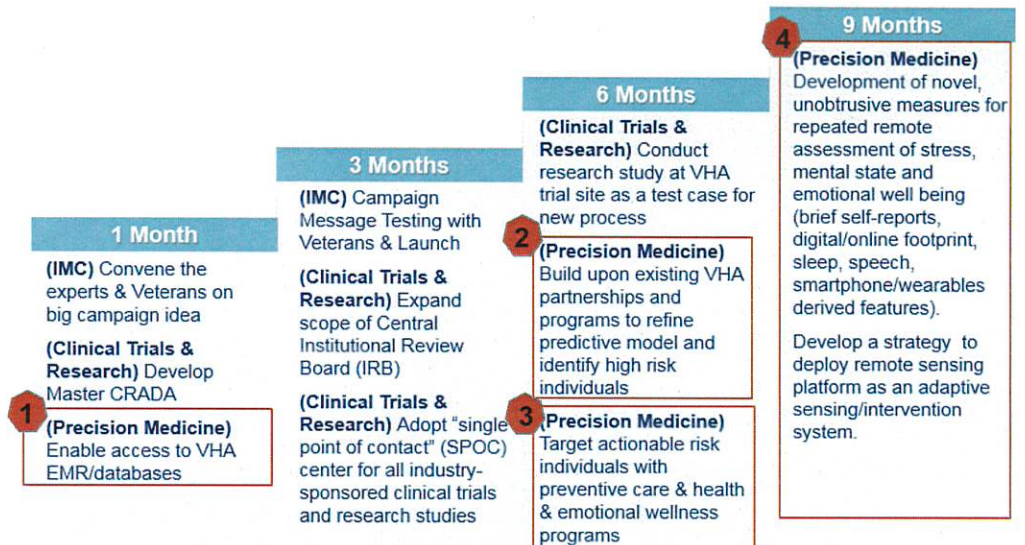 1 Month
(IMC) Convene the
experts & Veterans on
big campaign idea
(Clinical Trials &
Research) Develop
Master CRADA
1
(Precision Medicine)
Enable access to VHA
EMR/databases
3 Months
(IMC) Campaign
Message Testing with
Veterans & Launch
(Clinical Trials &
Research) Expand
scope of Central
Institutional Review
Board (IRB)
(Clinical Trials &
Research) Adopt "single
point of contact" (SPOC)
center for all industry-
sponsored clinical trials
and research studies
6 Months
(Clinical Trials &
Research) Conduct
research study at VHA
trial site as a test case for
new process
2
(Precision Medicine)
Build upon existing VHA
partnerships and
programs to refine
predictive model and
identify high risk
individuals
3
(Precision Medicine)
Target actionable risk
individuals with
preventive care & health
& emotional wellness
programs
9 Months
4
(Precision Medicine)
Development of novel,
unobtrusive measures for
repeated remote
assessment of stress,
mental state and
emotional well being
(brief self-reports,
digital/online footprint,
sleep, speech,
smartphone/wearables
derived features).
Develop a strategy to
deploy remote sensing
platform as an adaptive
sensing/intervention
system.